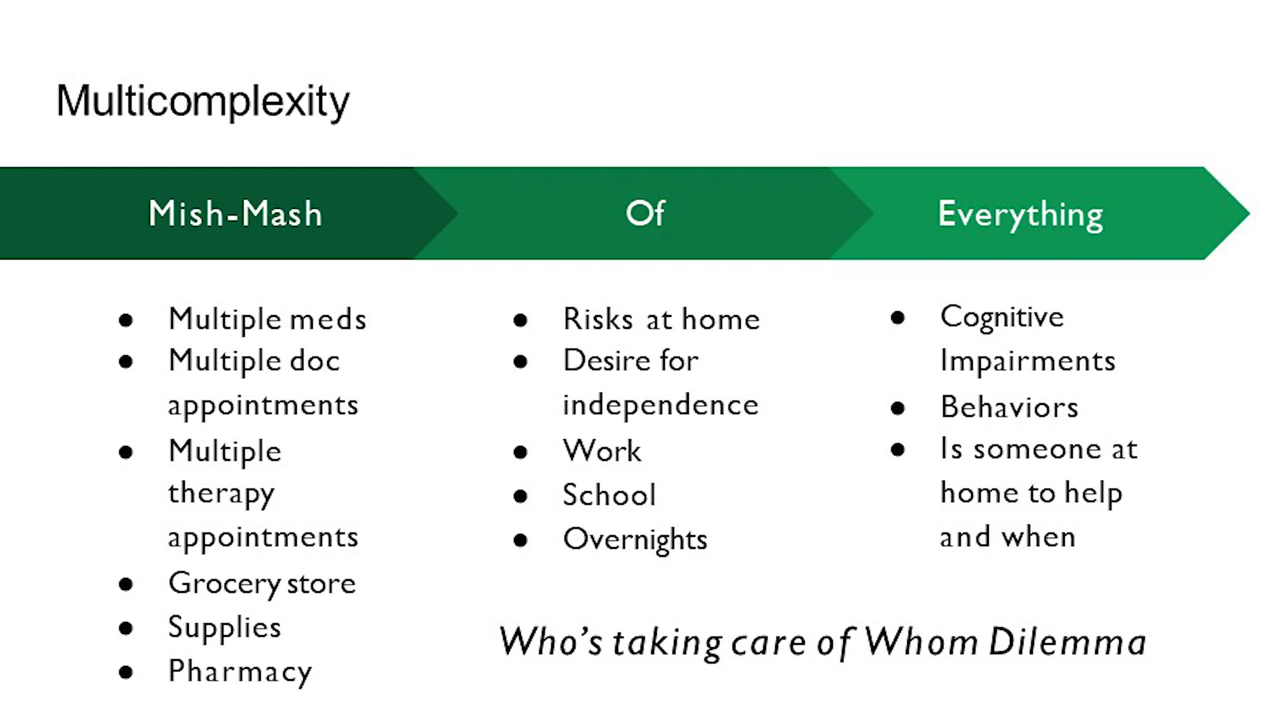 Multicomplexity
Mish-Mash
Of
Everything
● Multiple meds
● Multiple doc
appointments
● Multiple
therapy
appointments
● Grocery store
● Supplies
● Pharmacy
● Risks at home
● Desire for
independence
● Work
● School
● Overnights
● Cognitive
Impairments
● Behaviors
● Is someone at
home to help
and when
Who’s taking care of Whom Dilemma